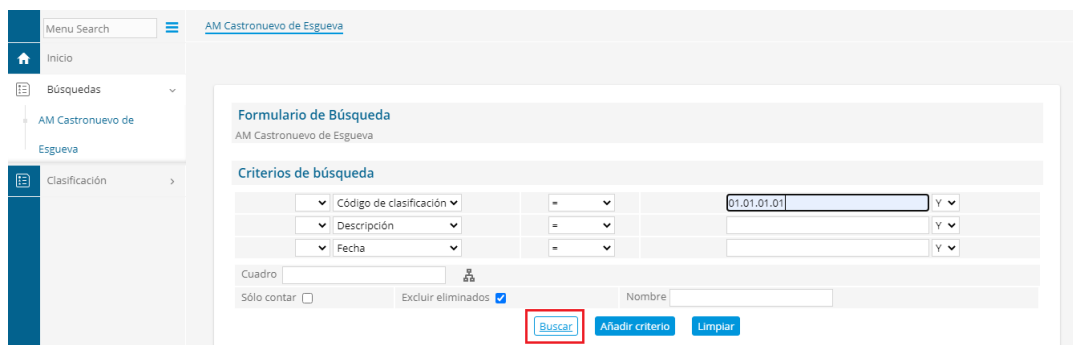 Menu Search
AM Castronuevo de Esgueva
Inicio
Búsquedas
AM Castronuevo de
Esgueva
Clasificación
Formulario de Búsqueda
AM Castronuevo de Esgueva
Criterios de búsqueda
Código de clasificación = 01.01.01.01 Y
Descripción = Y
Fecha = Y
Cuadro
Sólo contar Excluir eliminados Nombre
Buscar Añadir criterio Limpiar